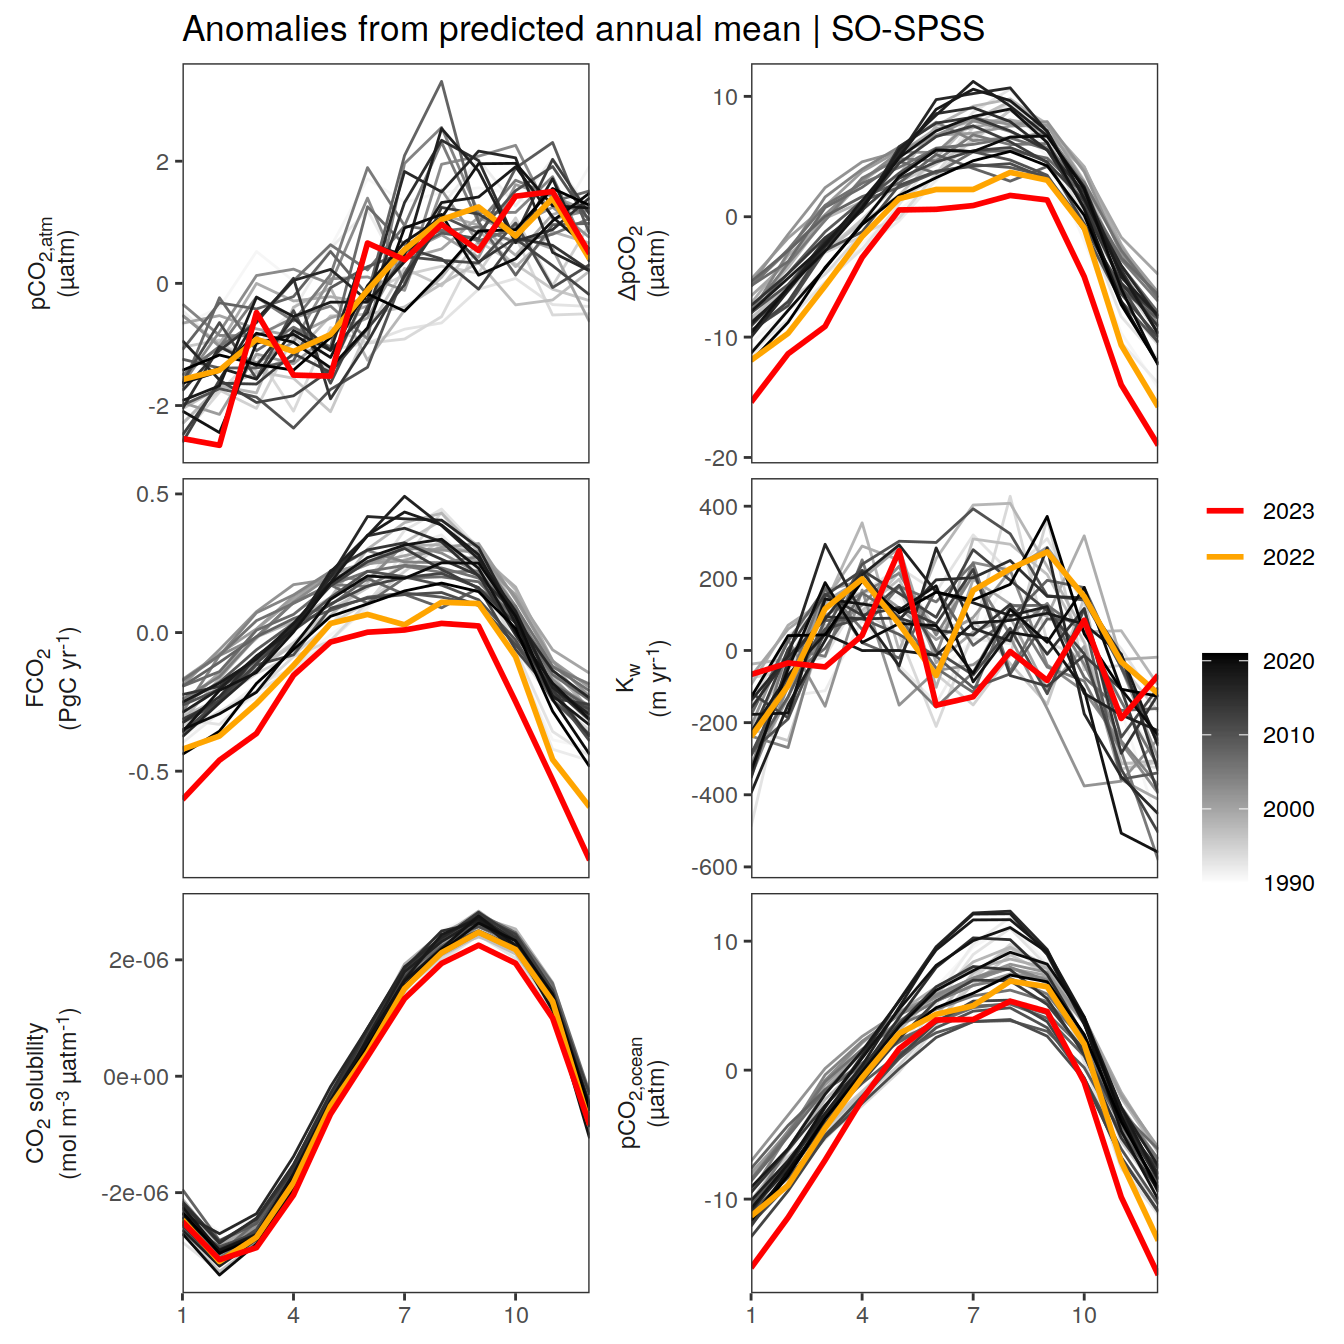 Anomalies from predicted annual mean | SO-SPSS
pCO2,atm
(µatm)
2
0
-2
ΔpCO2
(µatm)
10
0
-10
-20
FCO2
(PgC yr-1)
0.5
0.0
-0.5
Kw
(m yr-1)
400
200
0
-200
-400
-600
2023
2022
2020
2010
2000
1990
CO2 solubility
(mol m-3 µatm-1)
2e-06
0e+00
-2e-06
1 4 7 10
pCO2,ocean
(µatm)
10
0
-10
1 4 7 10